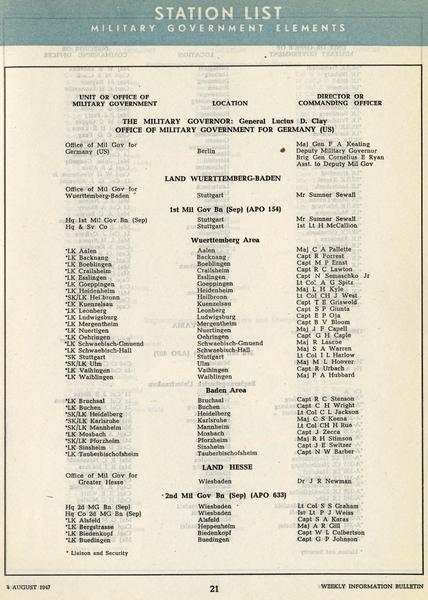 STATION LIST
MILITARY GOVERNMENT ELEMENTS
UNIT OR OFFICE OF MILITARY GOVERNMENT LOCATION DIRECTOR OR COMMANDING OFFICER
THE MILITARY GOVERNOR: General Lucius D. Clay
OFFICE OF MILITARY GOVERNMENT FOR GERMANY (US)
Office of Mil Gov for Maj Gen F A Keating
Germany (US) Berlin Deputy Military Governor
Brig Gen Cornelius E Ryan
Asst. to Deputy Mil Gov
LAND WUERTTEMBERG-BADEN
Office of Mil Gov for
Wuerttemberg-Baden Stuttgart Mr Sumner Sewall
1st Mil Gov Bn (Sep) (APO 154)
Hq 1st Mil Gov Bn (Sep) Stuttgart Mr Sumner Sewall
Hq & Sv Co Stuttgart 1st Lt H McCallion
Wuerttemberg Area
*LK Aalen Aalen Maj C A Pallette
*LK Backnang Backnang Capt R Forrest
*LK Boeblingen Boeblingen Capt M P Ernst
*LK Crailsheim Crailsheim Capt R C Lawton
*LK Esslingen Esslingen Capt N Semaschko Jr
*LK Goeppingen Goeppingen Lt Col A G Spitz
*LK Heidenheim Heidenheim Maj L H Kyle
*SK/LK Heilbronn Heilbronn Lt Col CH J West
*LK Kuenzelsau Kuenzelsau Capt T E Griswold
*LK Leonberg Leonberg Capt S P Giunta
*LK Ludwigsburg Ludwigsburg Capt E P Oja
*LK Mergentheim Mergentheim Capt B V Bloom
*LK Nuertingen Nuertingen Maj J F Capell
*LK Oehringen Oehringen Capt G H Caple
*LK Schwaebisch-Gmuend Schwaebisch-Gmuend Maj R Lascoe
LK Schwaebisch-Hall Schwaebisch-Hall Maj S A Warren
*SK Stuttgart Stuttgart Lt Col I L Harlow
*SK/LK Ulm Ulm Maj M L Hoover
*LK Vaihingen Vaihingen Capt R Urbach
*LK Waiblingen Waiblingen Maj P A Hubbard
Baden Area
*LK Bruchsal Bruchsal Capt R C Stenson
*LK Buchen Buchen Capt C H Wright
*SK/LK Heidelberg Heidelberg Lt Col C L Jackson
*SK/LK Karlsruhe Karlsruhe Maj C S Keena
*SK/LK Mannheim Mannheim Lt Col CH H Rue
*LK Mosbach Mosbach Capt J Zecca
*SK/LK Pforzheim Pforzheim Maj R H Stimson
*LK Sinsheim Sinsheim Capt J E Switzer
*LK Tauberbischofsheim Tauberbischofsheim Capt N W Barber
LAND HESSE
Office of Mil Gov for
Greater Hesse Wiesbaden Dr J R Newman
2nd Mil Gov Bn (Sep) (APO 633)
Hq 2d MG Bn (Sep) Wiesbaden Lt Col S S Graham
Hq Co 2d MG Bn (Sep) Wiesbaden 1st Lt P J Weiss
*LK Alsfeld Alsfeld Capt S A Karas
*LK Bergstrasse Heppenheim Maj A R Gill
*LK Biedenkopf Biedenkopf Capt W L Culbertson
*LK Buedingen Buedingen Capt G P Johnson
* Liaison and Security
4 AUGUST 1947 21 WEEKLY INFORMATION BULLETIN